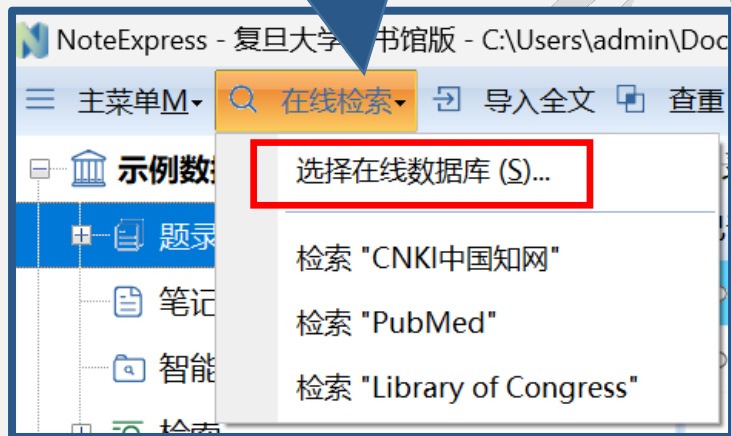 NoteExpress - 复旦大学 书馆版 - C:\Users\admin\Doc
主菜单M 在线检索 导入全文 查重
示例数
选择在线数据库 (S)...
题录
检索 "CNKI中国知网"
笔记
检索 "PubMed"
智能
检索 "Library of Congress"
检索